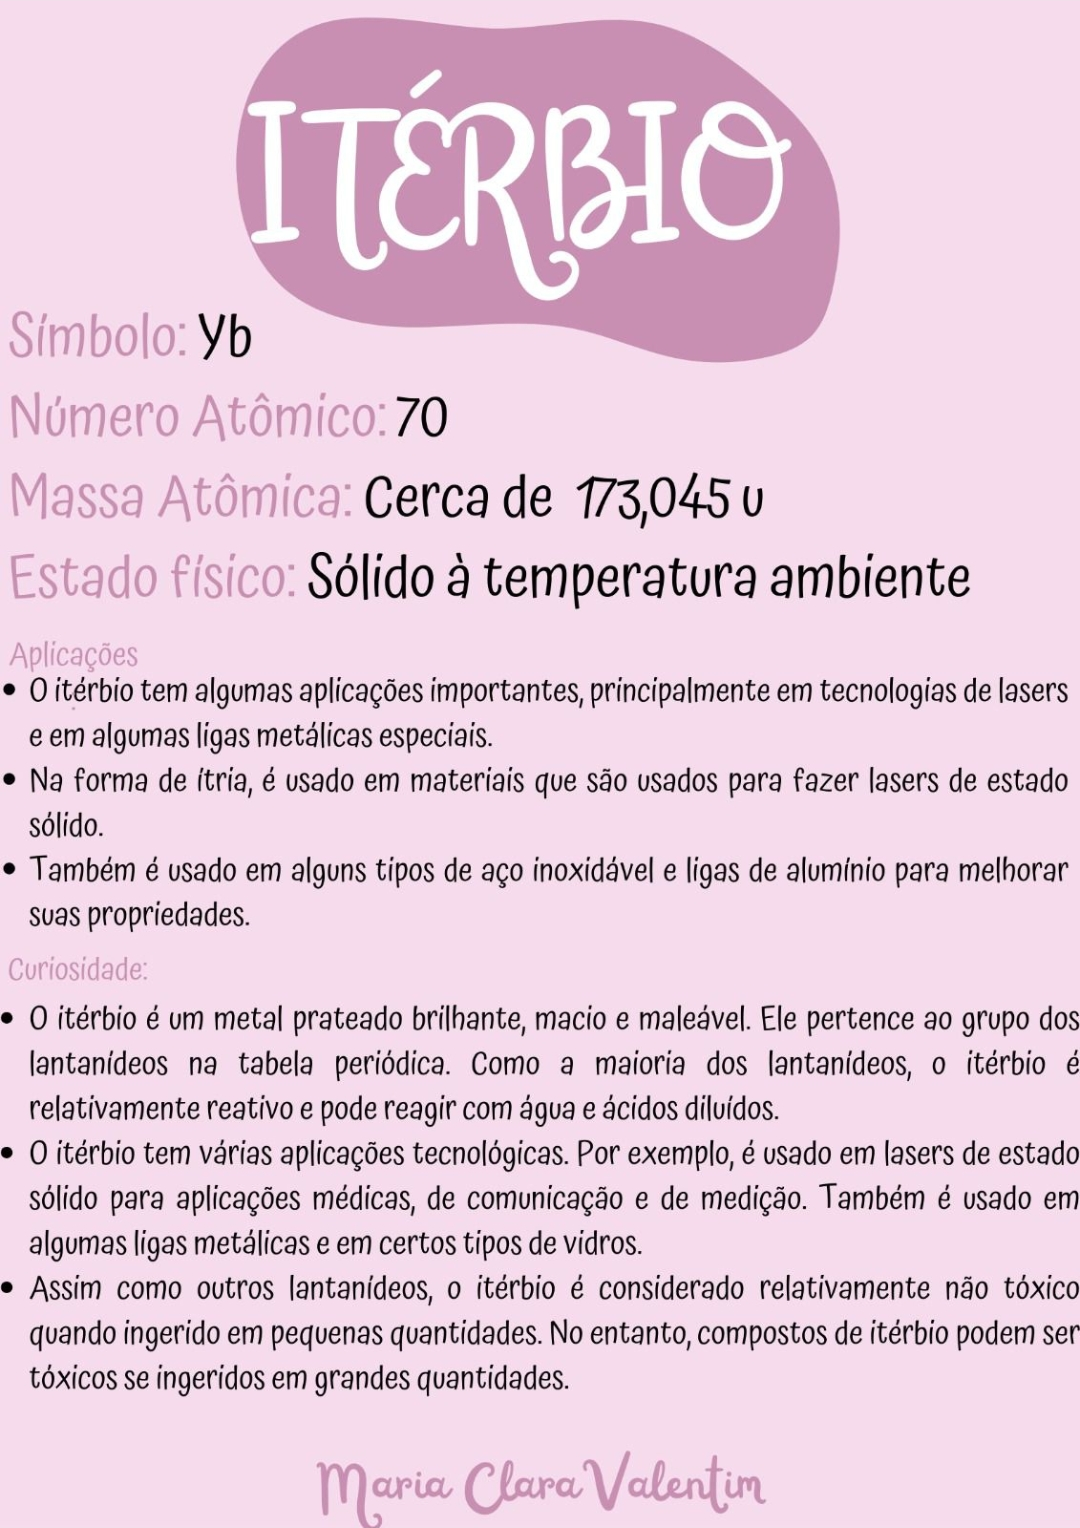 ITÉRBIO
Símbolo: Yb
Número Atômico: 70
Massa Atômica: Cerca de 173,045 u
Estado físico: Sólido à temperatura ambiente
Aplicações
• O itérbio tem algumas aplicações importantes, principalmente em tecnologias de lasers
e em algumas ligas metálicas especiais.
• Na forma de ítria, é usado em materiais que são usados para fazer lasers de estado
sólido.
• Também é usado em alguns tipos de aço inoxidável e ligas de alumínio para melhorar
suas propriedades.
Curiosidade:
• O itérbio é um metal prateado brilhante, macio e maleável. Ele pertence ao grupo dos
lantanídeos na tabela periódica. Como a maioria dos lantanídeos, o itérbio é
relativamente reativo e pode reagir com água e ácidos diluídos.
• O itérbio tem várias aplicações tecnológicas. Por exemplo, é usado em lasers de estado
sólido para aplicações médicas, de comunicação e de medição. Também é usado em
algumas ligas metálicas e em certos tipos de vidros.
• Assim como outros lantanídeos, o itérbio é considerado relativamente não tóxico
quando ingerido em pequenas quantidades. No entanto, compostos de itérbio podem ser
tóxicos se ingeridos em grandes quantidades.
Maria Clara Valentim